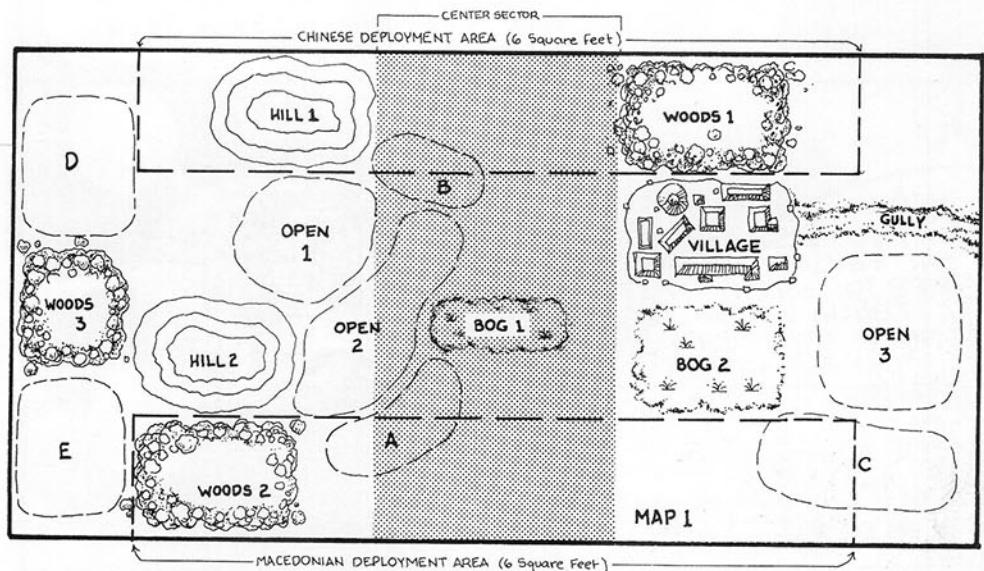 CENTER SECTOR
CHINESE DEPLOYMENT AREA (6 Square Feet)
HILL 1
WOODS 1
D
B
OPEN
1
VILLAGE
GULLY
WOODS
3
OPEN
2
BOG 1
OPEN
3
HILL 2
BOG 2
E
A
C
WOODS 2
MAP 1
MACEDONIAN DEPLOYMENT AREA (6 Square Feet)